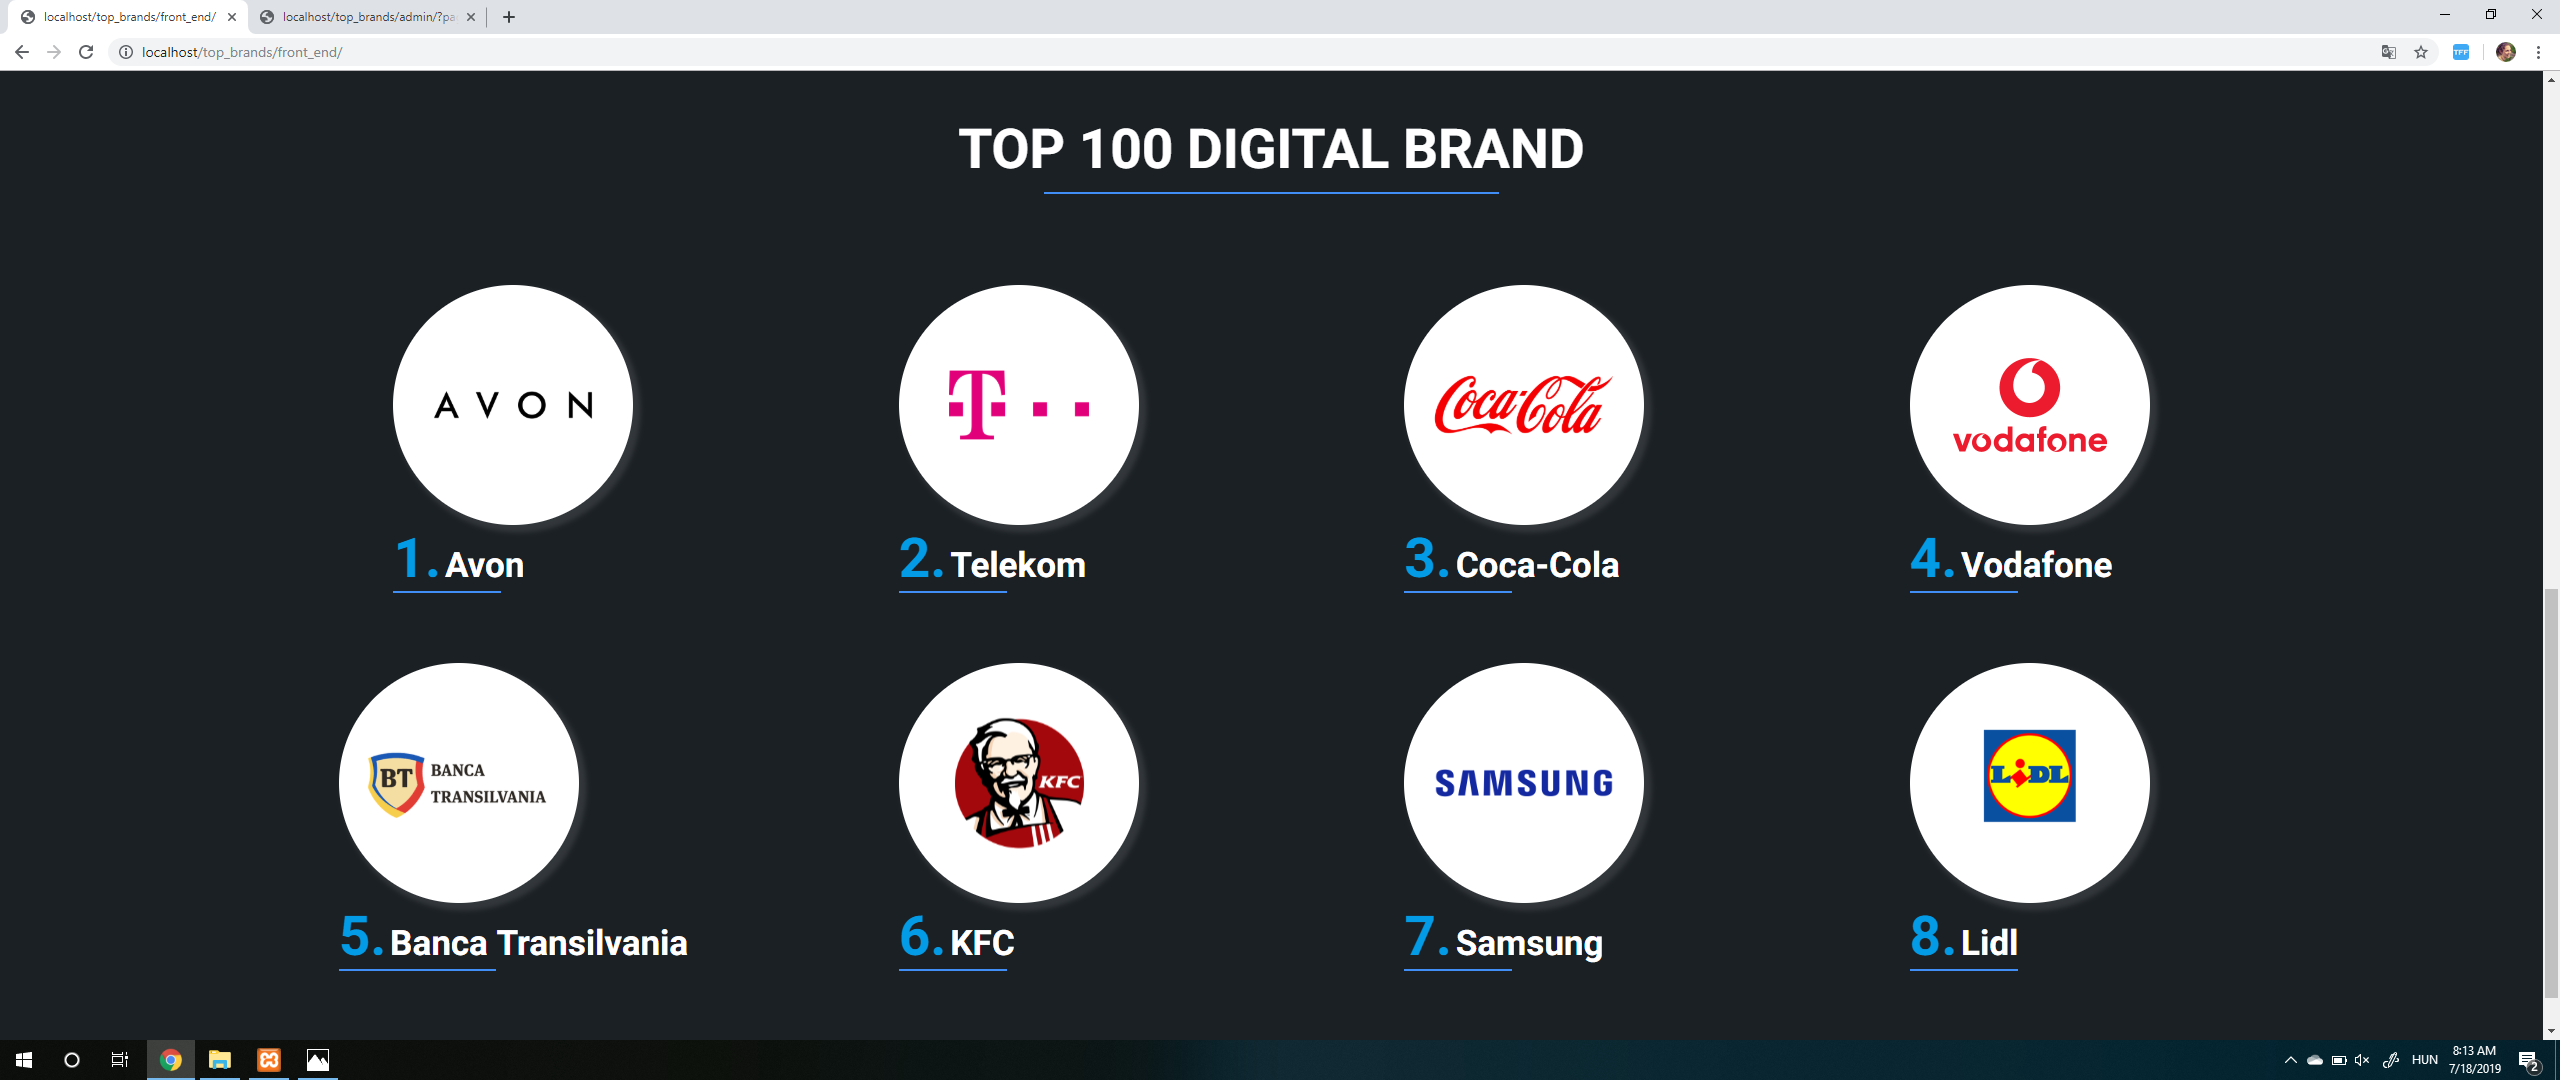 localhost/top_brands/front_end/
localhost/top_brands/admin/?pa
localhost/top_brands/front_end/
TFF
TOP 100 DIGITAL BRAND
AVON
T
Coca-Cola
vodafone
1. Avon
2. Telekom
3. Coca-Cola
4. Vodafone
BT BANCA
TRANSILVANIA
KFC
SAMSUNG
LiDL
5. Banca Transilvania
6. KFC
7. Samsung
8. Lidl
HUN
8:13 AM
7/18/2019
2